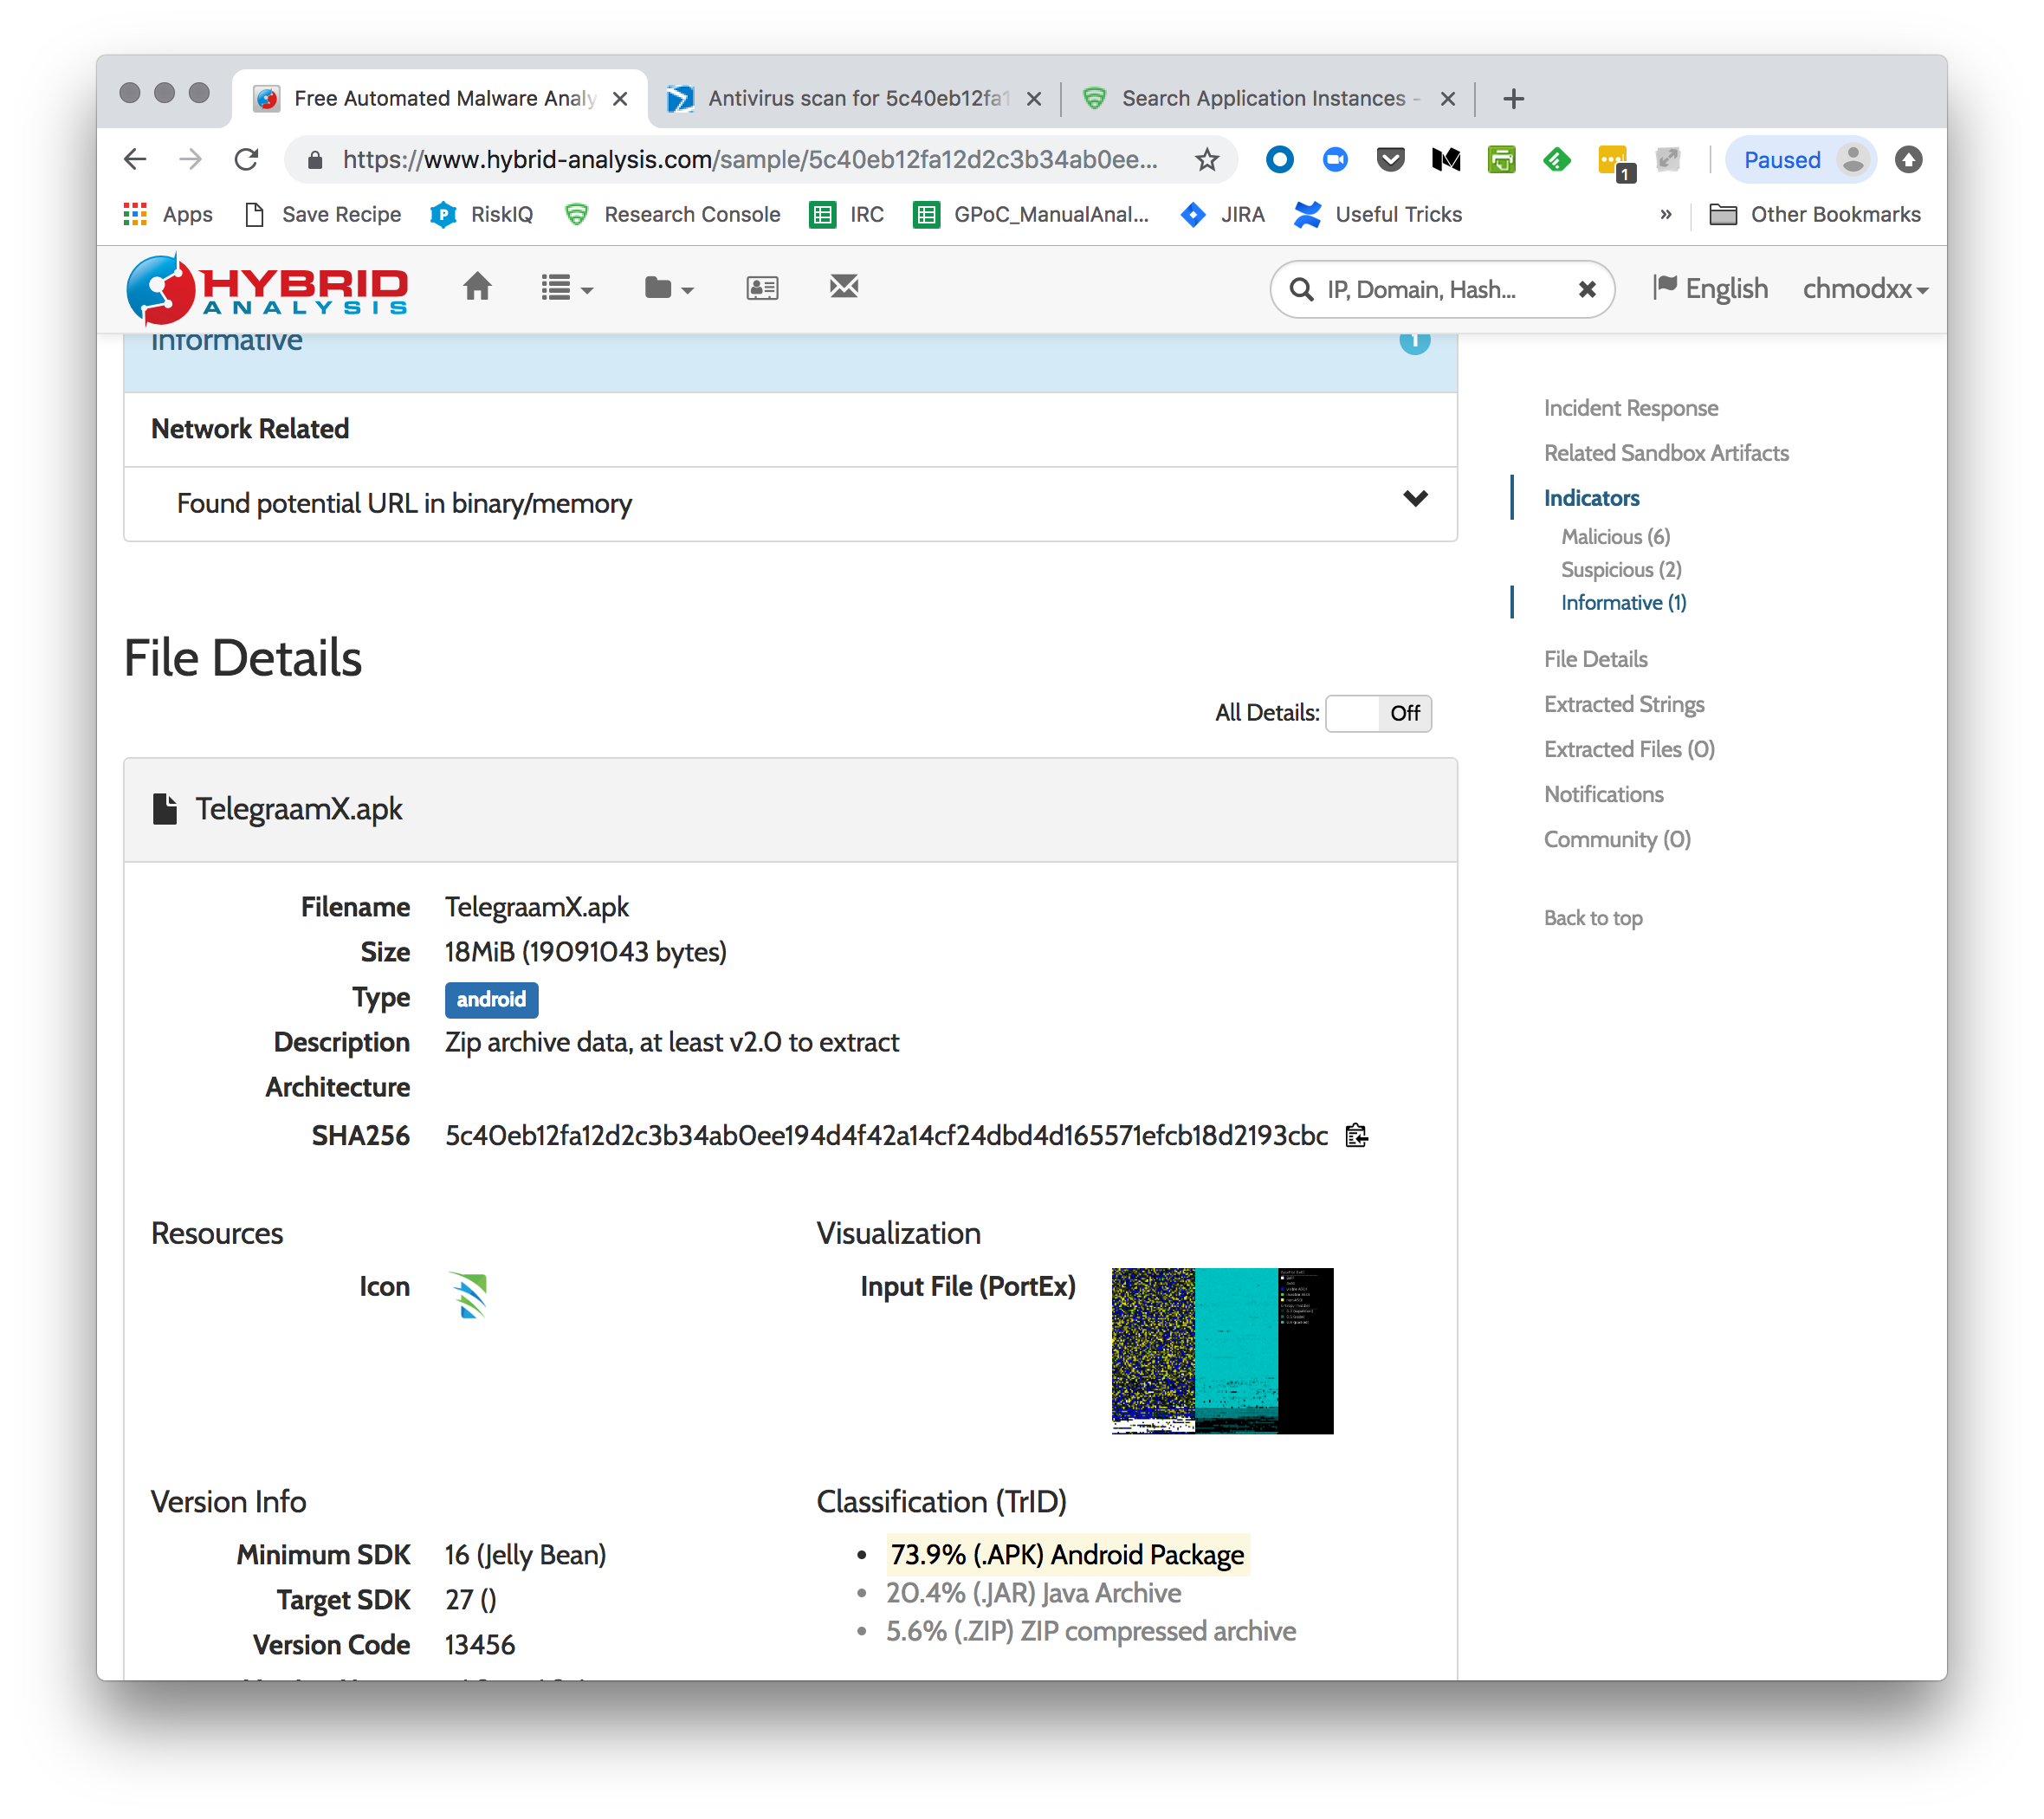 Free Automated Malware Analy
Antivirus scan for 5c40eb12fa1
Search Application Instances -
https://www.hybrid-analysis.com/sample/5c40eb12fa12d2c3b34ab0ee...
1
Paused
Apps
Save Recipe
RiskIQ
Research Console
IRC
GPoC_ManualAnal...
JIRA
Useful Tricks
»
Other Bookmarks
HYBRID
ANALYSIS
IP, Domain, Hash...
English
chmodxx
Informative
1
Network Related
Found potential URL in binary/memory
Incident Response
Related Sandbox Artifacts
Indicators
Malicious (6)
Suspicious (2)
Informative (1)
File Details
Extracted Strings
Extracted Files (0)
Notifications
Community (0)
Back to top
File Details
All Details: Off
TelegraamX.apk
Filename TelegraamX.apk
Size 18MiB (19091043 bytes)
Type android
Description Zip archive data, at least v2.0 to extract
Architecture
SHA256 5c40eb12fa12d2c3b34ab0ee194d4f42a14cf24dbd4d165571efcb18d2193cbc
Resources
Icon
Visualization
Input File (PortEx)
Version Info
Minimum SDK 16 (Jelly Bean)
Target SDK 27 ()
Version Code 13456
Classification (TrID)
73.9% (.APK) Android Package
20.4% (.JAR) Java Archive
5.6% (.ZIP) ZIP compressed archive